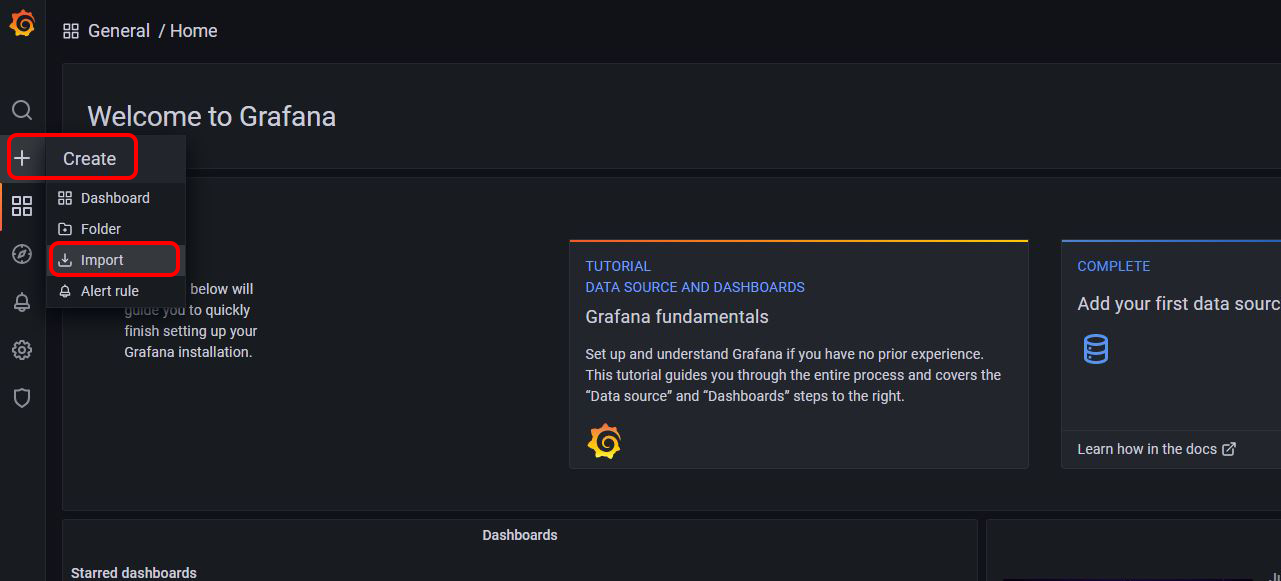 General / Home
Welcome to Grafana
Create
Dashboard
Folder
Import
Alert rule
below will
guide you to quickly
finish setting up your
Grafana installation.
TUTORIAL
DATA SOURCE AND DASHBOARDS
Grafana fundamentals
Set up and understand Grafana if you have no prior experience.
This tutorial guides you through the entire process and covers the
“Data source” and “Dashboards” steps to the right.
COMPLETE
Add your first data sourc
Learn how in the docs
Dashboards
Starred dashboards